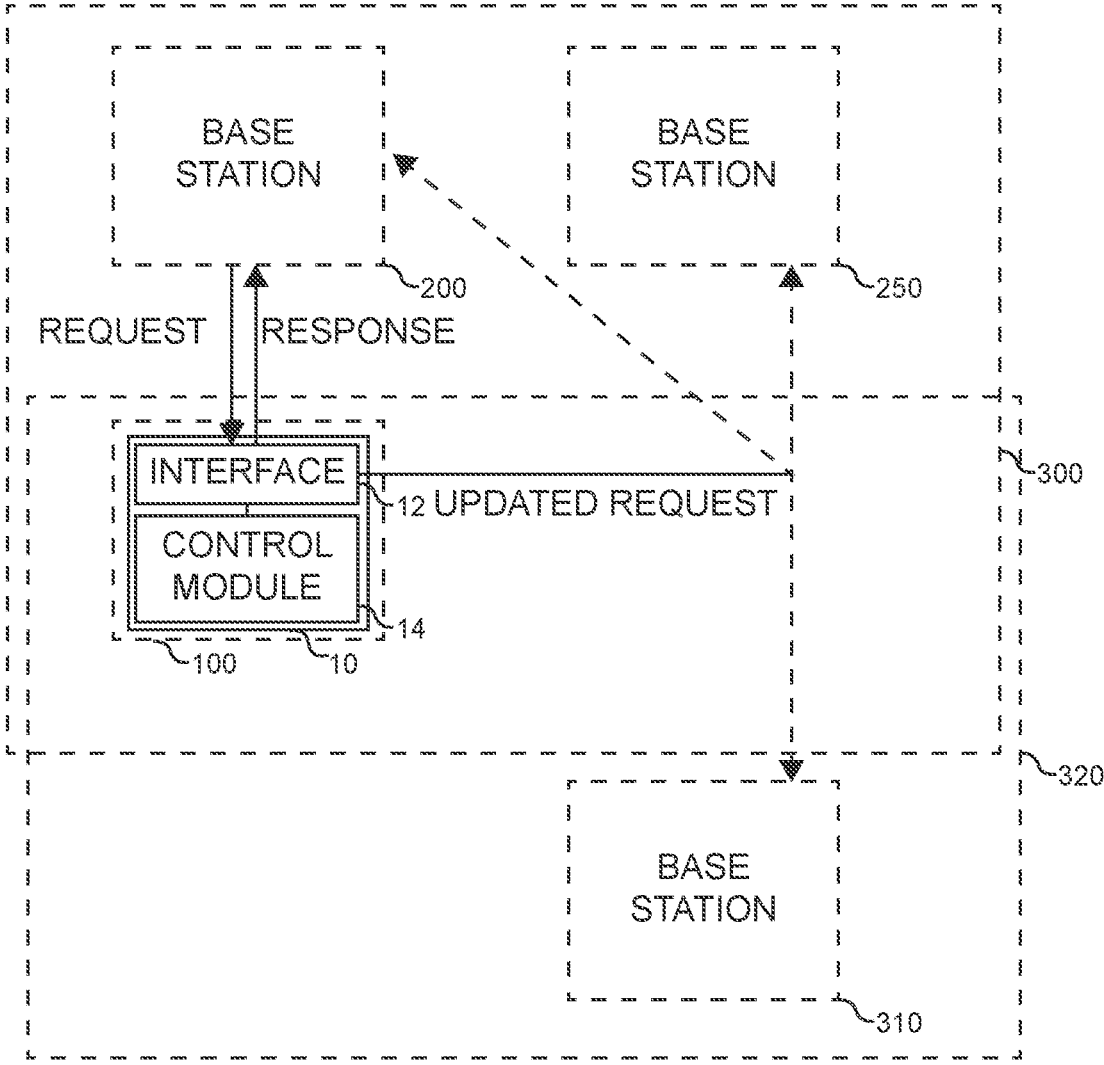 BASE
STATION
BASE
STATION
200
250
REQUEST
RESPONSE
INTERFACE
12
UPDATED REQUEST
300
CONTROL
MODULE
14
100
10
320
BASE
STATION
310